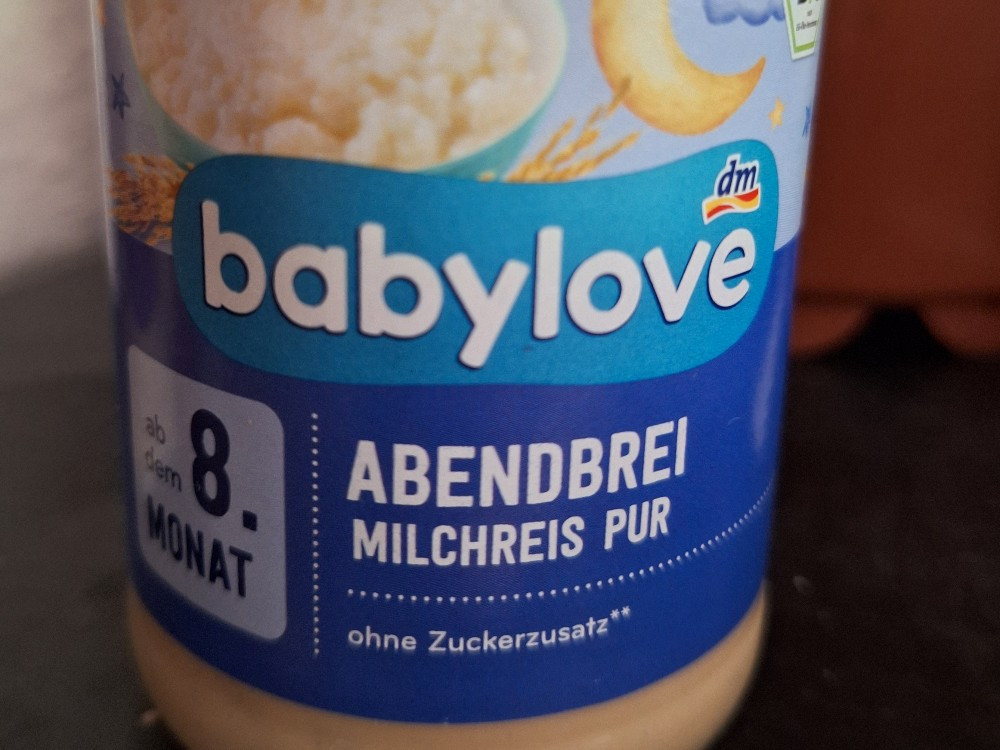 dm
babylove
ab
dem 8.
MONAT
ABENDBREI
MILCHREIS PUR
ohne Zuckerzusatz**